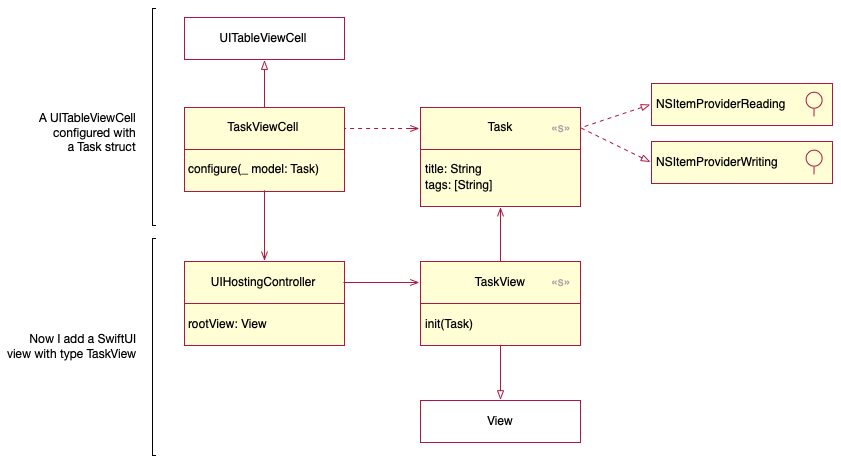 UITableViewCell
A UITableViewCell
configured with
a Task struct
TaskViewCell
configure(_ model: Task)
Task «S»
title: String
tags: [String]
NSItemProviderReading
NSItemProviderWriting
Now I add a SwiftUI
view with type TaskView
UIHostingController
rootView: View
TaskView «S»
init(Task)
View